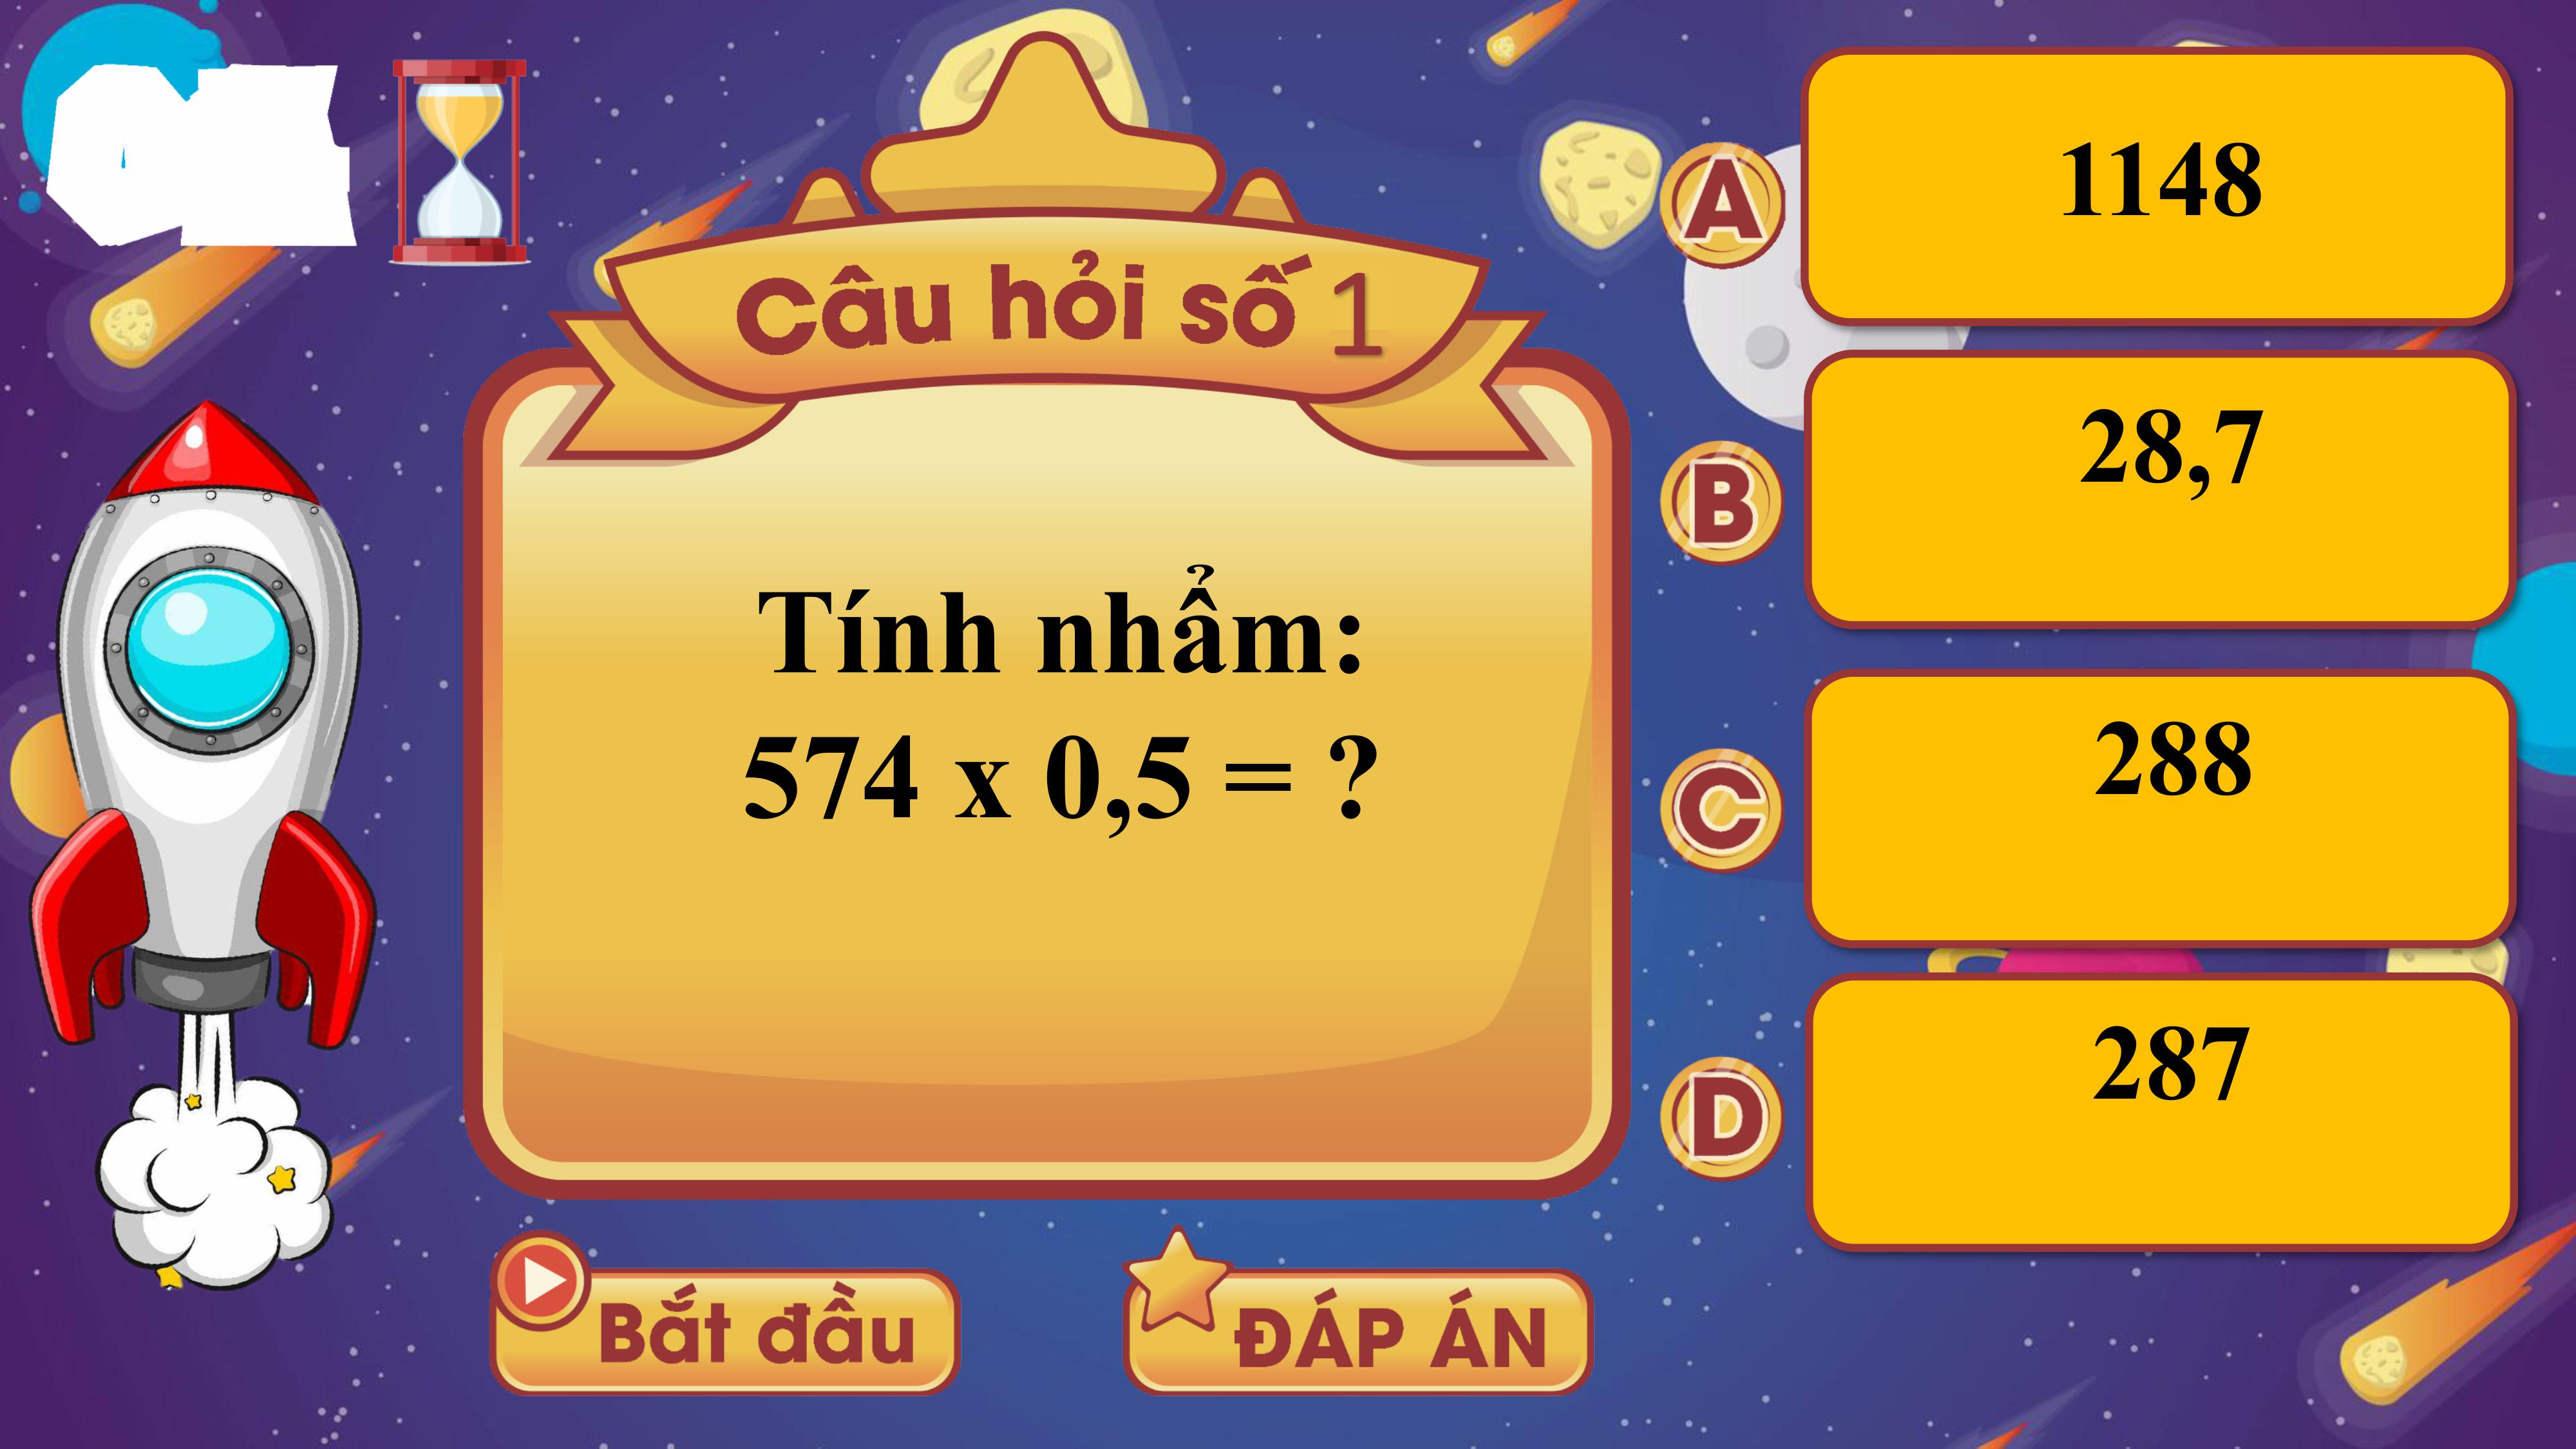 Câu hỏi số 1
Tính nhẩm:
574 x 0,5 = ?
A
1148
B
28,7
C
288
D
287
Bắt đầu
ĐÁP ÁN